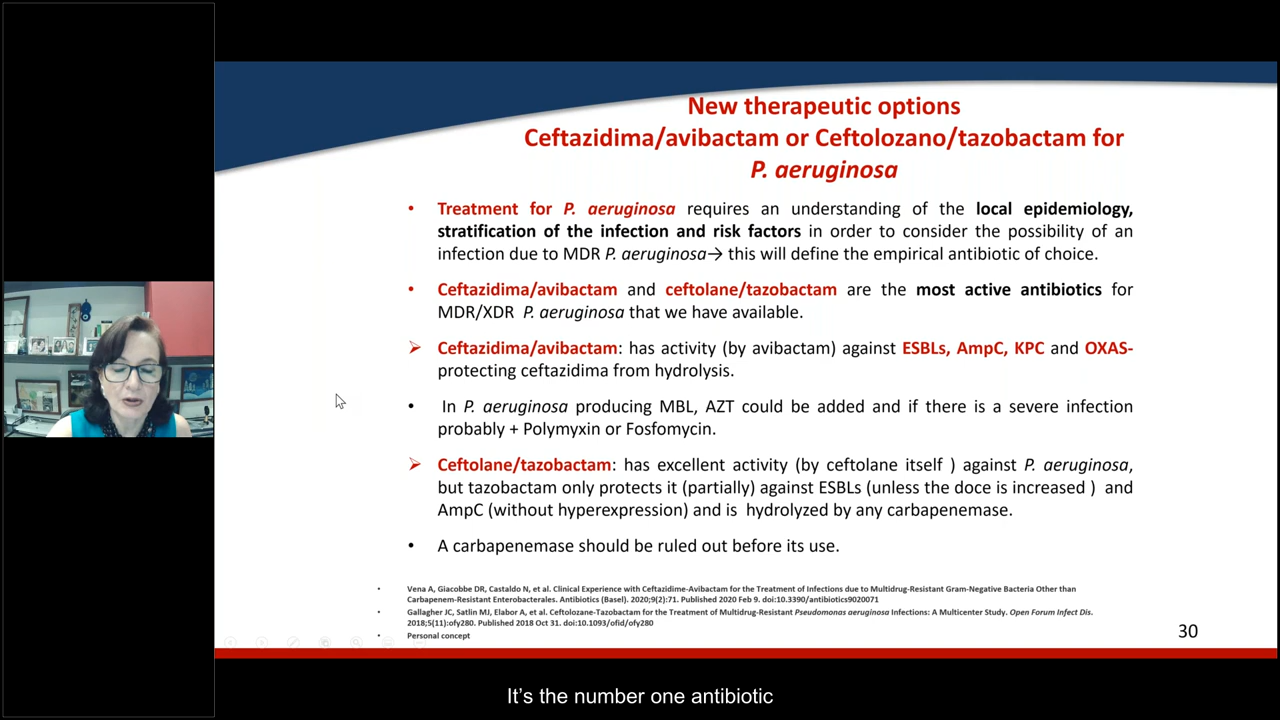 New therapeutic options
Ceftazidima/avibactam or Ceftolozano/tazobactam for
P. aeruginosa
• Treatment for P. aeruginosa requires an understanding of the local epidemiology,
stratification of the infection and risk factors in order to consider the possibility of an
infection due to MDR P. aeruginosa→ this will define the empirical antibiotic of choice.
• Ceftazidima/avibactam and ceftolane/tazobactam are the most active antibiotics for
MDR/XDR P. aeruginosa that we have available.
➢ Ceftazidima/avibactam: has activity (by avibactam) against ESBLs, AmpC, KPC and OXAS-
protecting ceftazidima from hydrolysis.
• In P. aeruginosa producing MBL, AZT could be added and if there is a severe infection
probably + Polymyxin or Fosfomycin.
➢ Ceftolane/tazobactam: has excellent activity (by ceftolane itself ) against P. aeruginosa,
but tazobactam only protects it (partially) against ESBLs (unless the doce is increased ) and
AmpC (without hyperexpression) and is hydrolyzed by any carbapenemase.
• A carbapenemase should be ruled out before its use.
• Vena A, Giacobbe DR, Castaldo N, et al. Clinical Experience with Ceftazidime-Avibactam for the Treatment of Infections due to Multidrug-Resistant Gram-Negative Bacteria Other than
Carbapenem-Resistant Enterobacterales. Antibiotics (Basel). 2020;9(2):71. Published 2020 Feb 9. doi:10.3390/antibiotics9020071
• Gallagher JC, Satlin MJ, Elabor A, et al. Ceftolozane-Tazobactam for the Treatment of Multidrug-Resistant Pseudomonas aeruginosa Infections: A Multicenter Study. Open Forum Infect Dis.
2018;5(11):ofy280. Published 2018 Oct 31. doi:10.1093/ofid/ofy280
• Personal concept
30
It's the number one antibiotic